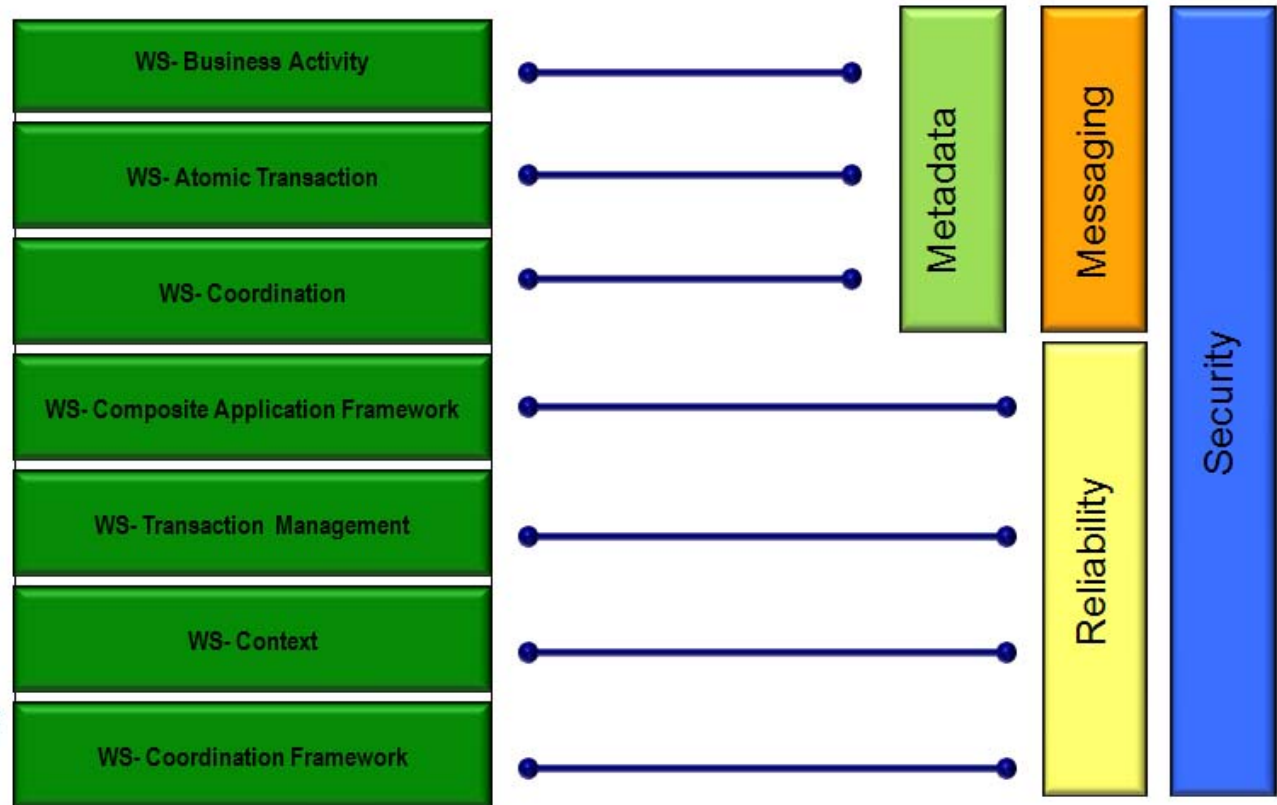 WS- Business Activity
WS- Atomic Transaction
WS- Coordination
WS- Composite Application Framework
WS- Transaction Management
WS- Context
WS- Coordination Framework
Metadata
Messaging
Reliability
Security